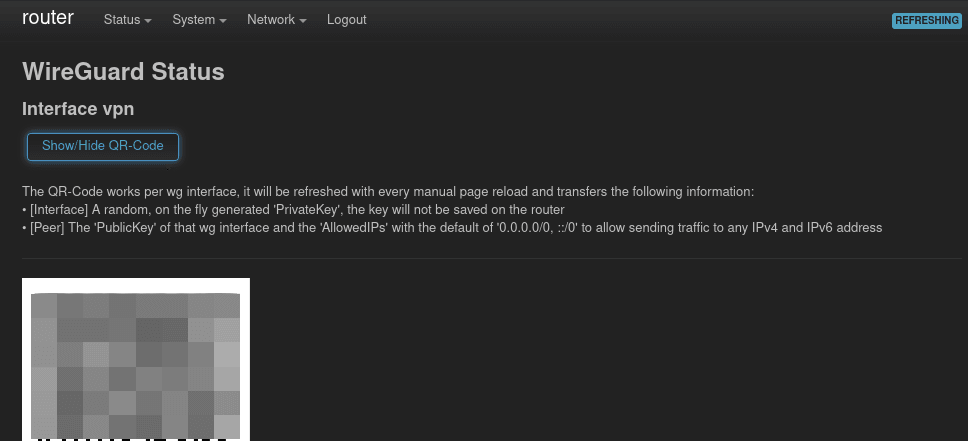 router Status System Network Logout REFRESHING
WireGuard Status
Interface vpn
Show/Hide QR-Code
The QR-Code works per wg interface, it will be refreshed with every manual page reload and transfers the following information:
• [Interface] A random, on the fly generated 'PrivateKey', the key will not be saved on the router
• [Peer] The 'PublicKey' of that wg interface and the 'AllowedIPs' with the default of '0.0.0.0/0, ::/0' to allow sending traffic to any IPv4 and IPv6 address